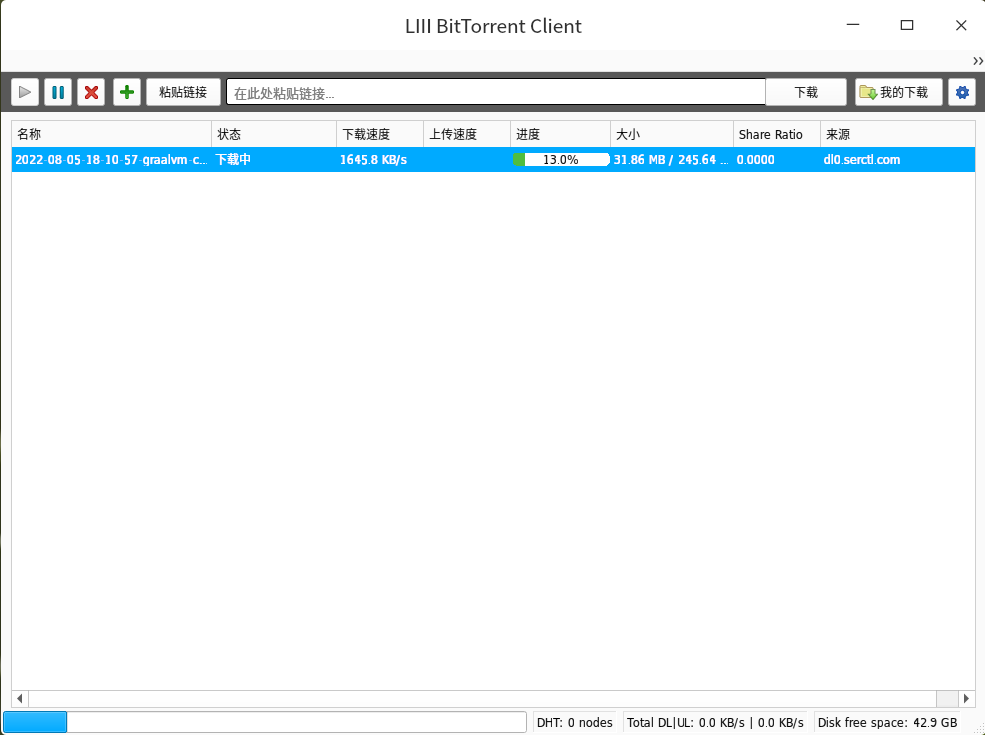 LIII BitTorrent Client
粘贴链接 在此处粘贴链接... 下载 我的下载
名称 状态 下载速度 上传速度 进度 大小 Share Ratio 来源
2022-08-05-18-10-57-graalvm-c... 下载中 1645.8 KB/s 13.0% 31.86 MB / 245.64 ... 0.0000 dl0.serctl.com
DHT: 0 nodes Total DL|UL: 0.0 KB/s | 0.0 KB/s Disk free space: 42.9 GB